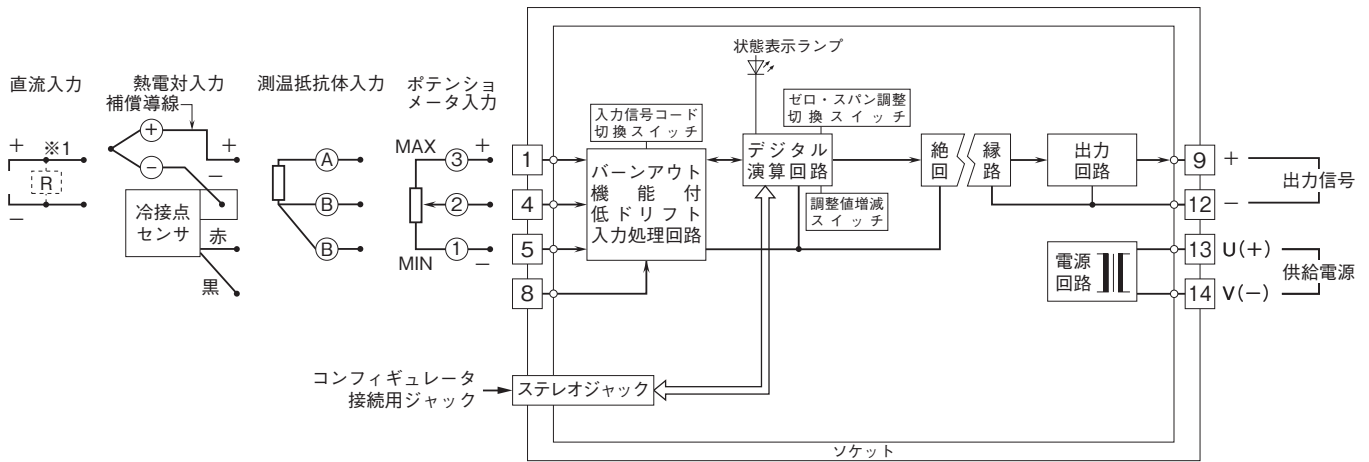 直流入力
+
※1
R
−
熱電対入力
補償導線
+
−
+
−
冷接点
センサ
赤
黒
測温抵抗体入力
A
B
B
ポテンショ
メータ入力
MAX
3
+
2
MIN
1
−
1
4
5
8
入力信号コード
切換スイッチ
バーンアウト
機能付
低ドリフト
入力処理回路
状態表示ランプ
ゼロ・スパン調整
切換スイッチ
デジタル
演算回路
調整値増減
スイッチ
絶縁
回路
出力
回路
電源
回路
9
+
12
−
出力信号
13
U(+)
14
V(−)
供給電源
コンフィギュレータ
接続用ジャック
ステレオジャック
ソケット